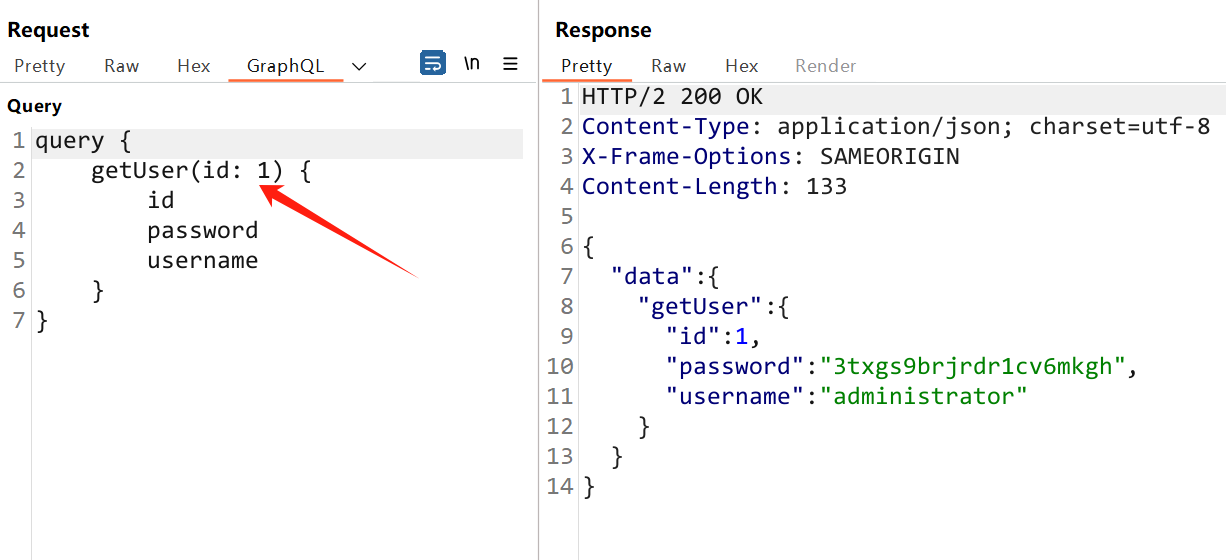 Request
Pretty Raw Hex GraphQL \n
Query
1 query {
2 getUser(id: 1) {
3 id
4 password
5 username
6 }
7 }
Response
Pretty Raw Hex Render
1 HTTP/2 200 OK
2 Content-Type: application/json; charset=utf-8
3 X-Frame-Options: SAMEORIGIN
4 Content-Length: 133
5
6 {
7 "data":{
8 "getUser":{
9 "id":1,
10 "password":"3txgs9brjrdr1cv6mkgh",
11 "username":"administrator"
12 }
13 }
14 }